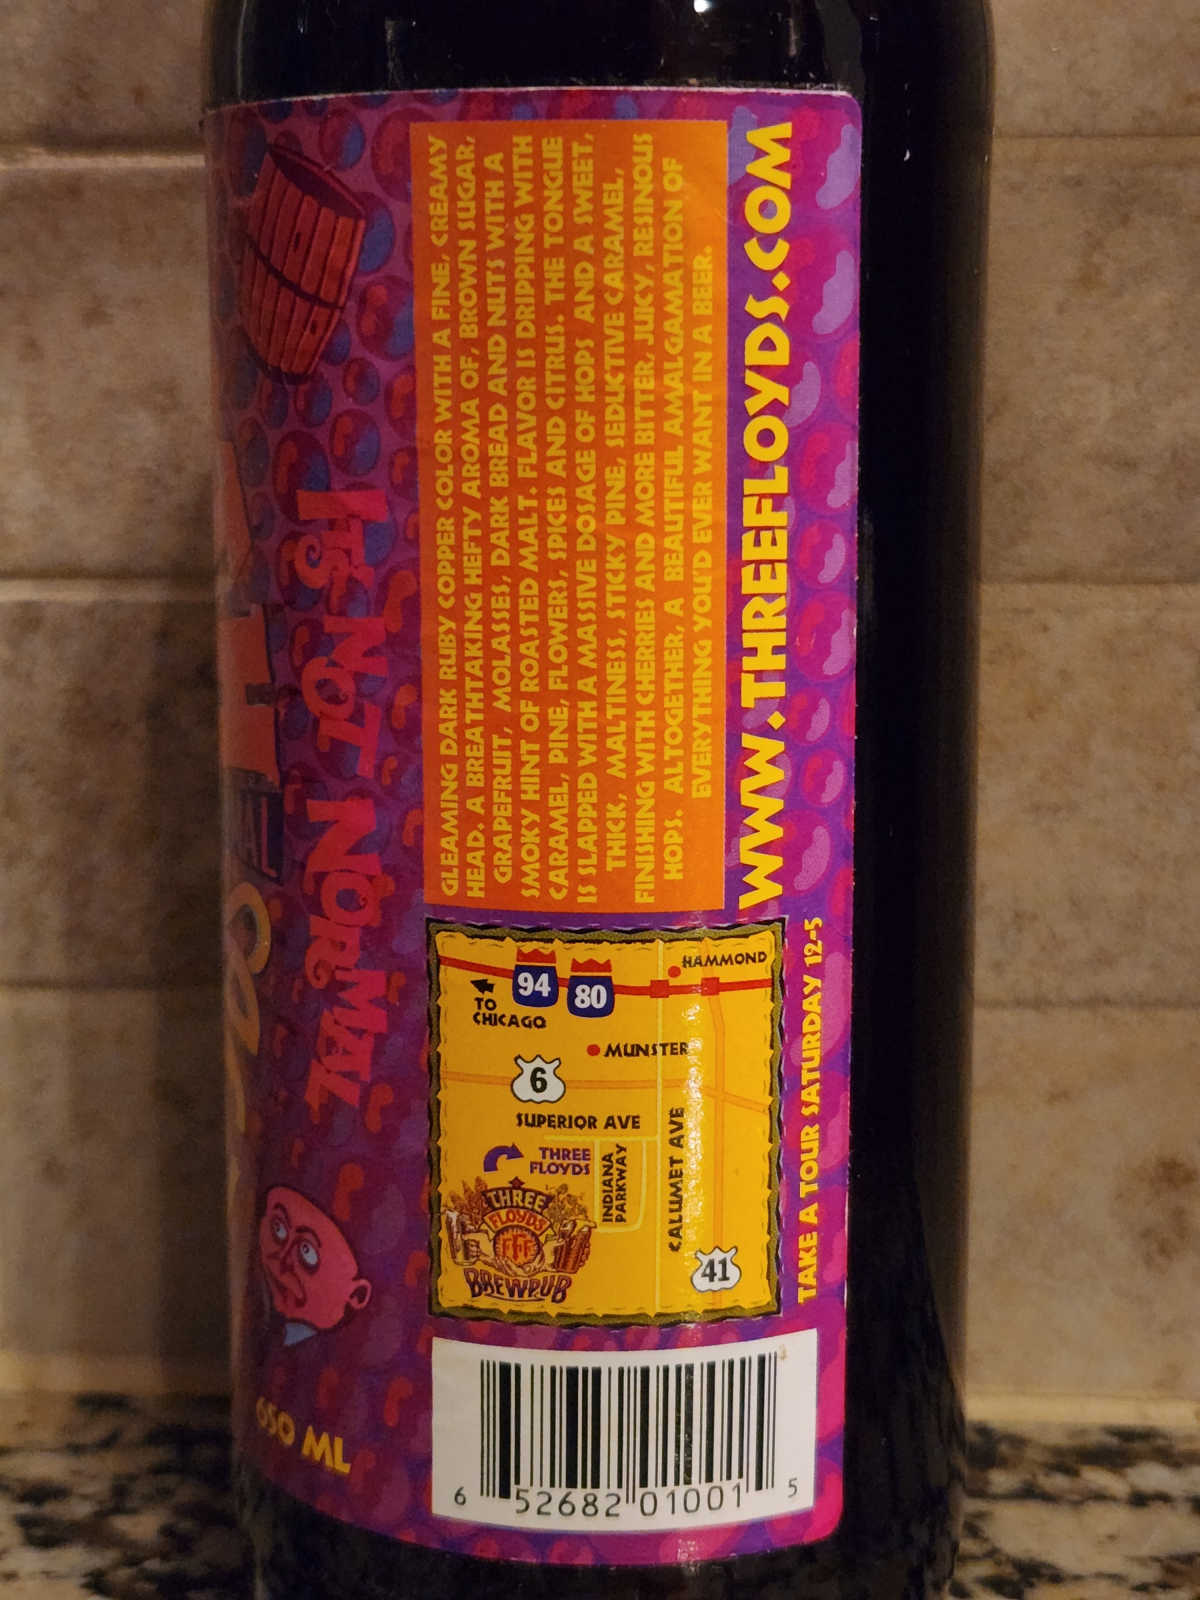 IT'S NOT NORMAL
650 ML
GLEAMING DARK RUBY COPPER COLOR WITH A FINE, CREAMY
HEAD. A BREATHTAKING HEFTY AROMA OF, BROWN SUGAR,
GRAPEFRUIT, MOLASSES, DARK BREAD AND NUTS WITH A
SMOKY HINT OF ROASTED MALT. FLAVOR IS DRIPPING WITH
CARAMEL, PINE, FLOWERS, SPICES AND CITRUS. THE TONGUE
IS SLAPPED WITH A MASSIVE DOSAGE OF HOPS AND A SWEET,
THICK, MALTINESS, STICKY PINE, SEDUCTIVE CARAMEL,
FINISHING WITH CHERRIES AND MORE BITTER, JUICY, RESINOUS
HOPS. ALTOGETHER, A BEAUTIFUL AMALGAMATION OF
EVERYTHING YOU'D EVER WANT IN A BEER.
WWW.THREEFLOYDS.COM
HAMMOND
94
80
TO
CHICAGO
MUNSTER
6
SUPERIOR AVE
THREE
FLOYDS
INDIANA
PARKWAY
CALUMET AVE
THREE
FLOYDS
FFF
BREWPUB
41
TAKE A TOUR SATURDAY 12-5
6 52682 01001 5